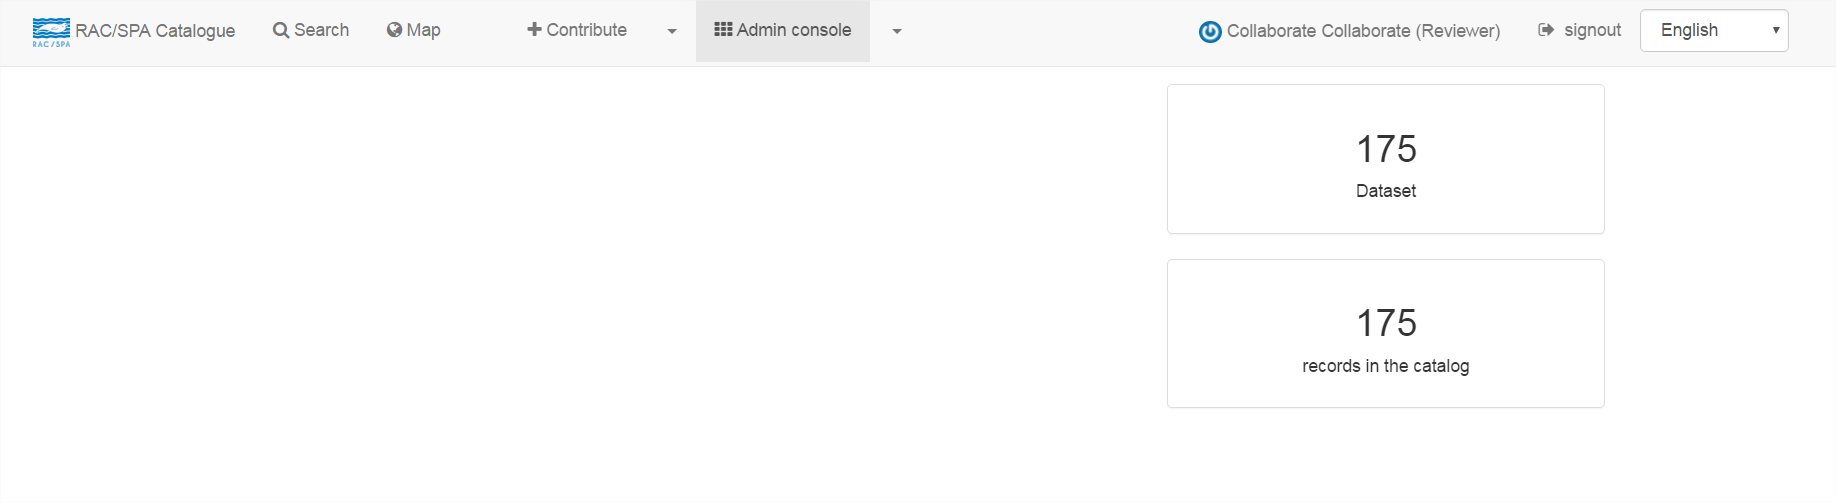 RAC/SPA
RAC/SPA Catalogue Search Map Contribute Admin console Collaborate Collaborate (Reviewer) signout English
175
Dataset
175
records in the catalog